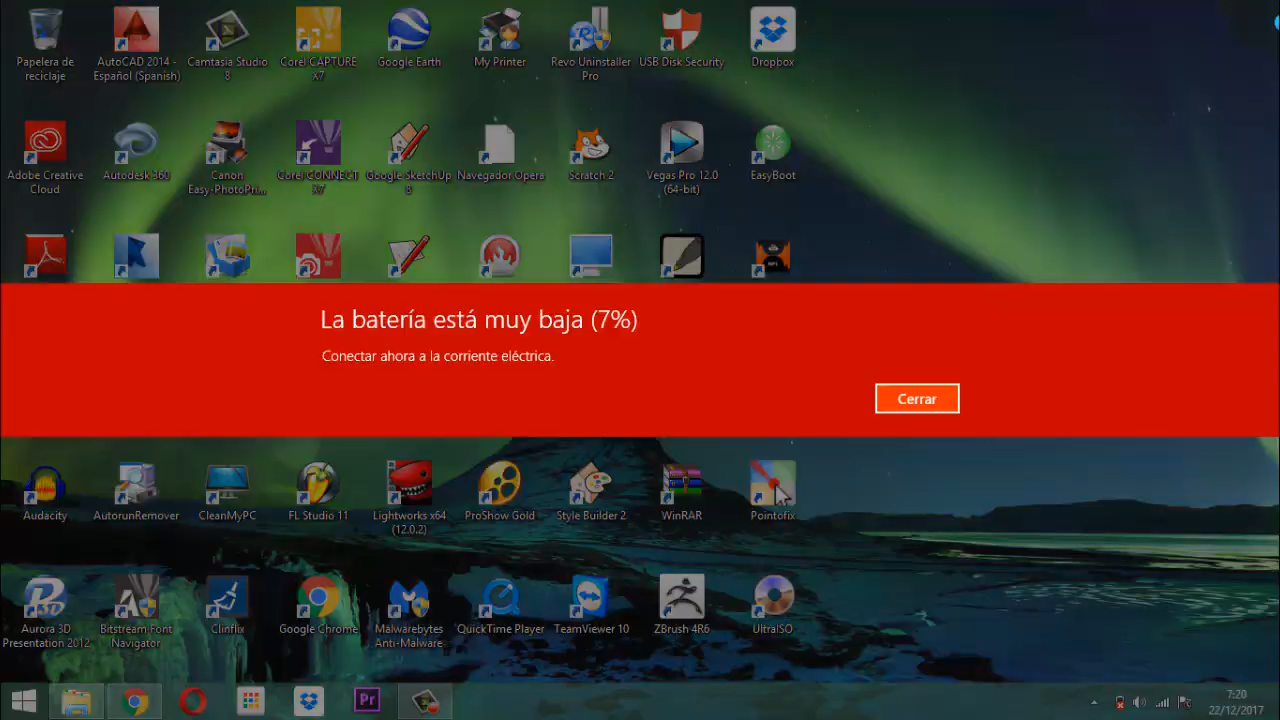 Papelera de
reciclaje
AutoCAD 2014 -
Español (Spanish)
Camtasia Studio
8
Corel CAPTURE
X7
Google Earth
My Printer
Revo Uninstaller
Pro
USB Disk Security
Dropbox
Adobe Creative
Cloud
Autodesk 360
Canon
Easy-PhotoPri...
Corel CONNECT
X7
Google SketchUp
8
Navegador Opera
Scratch 2
Vegas Pro 12.0
(64-bit)
EasyBoot
La batería está muy baja (7%)
Conectar ahora a la corriente eléctrica.
Cerrar
Audacity
AutorunRemover
CleanMyPC
FL Studio 11
Lightworks x64
(12.0.2)
ProShow Gold
Style Builder 2
WinRAR
Pointofix
Aurora 3D
Presentation 2012
Bitstream Font
Navigator
Clinflix
Google Chrome
Malwarebytes
Anti-Malware
QuickTime Player
TeamViewer 10
ZBrush 4R6
UltraISO
Pr
7:20
22/12/2017